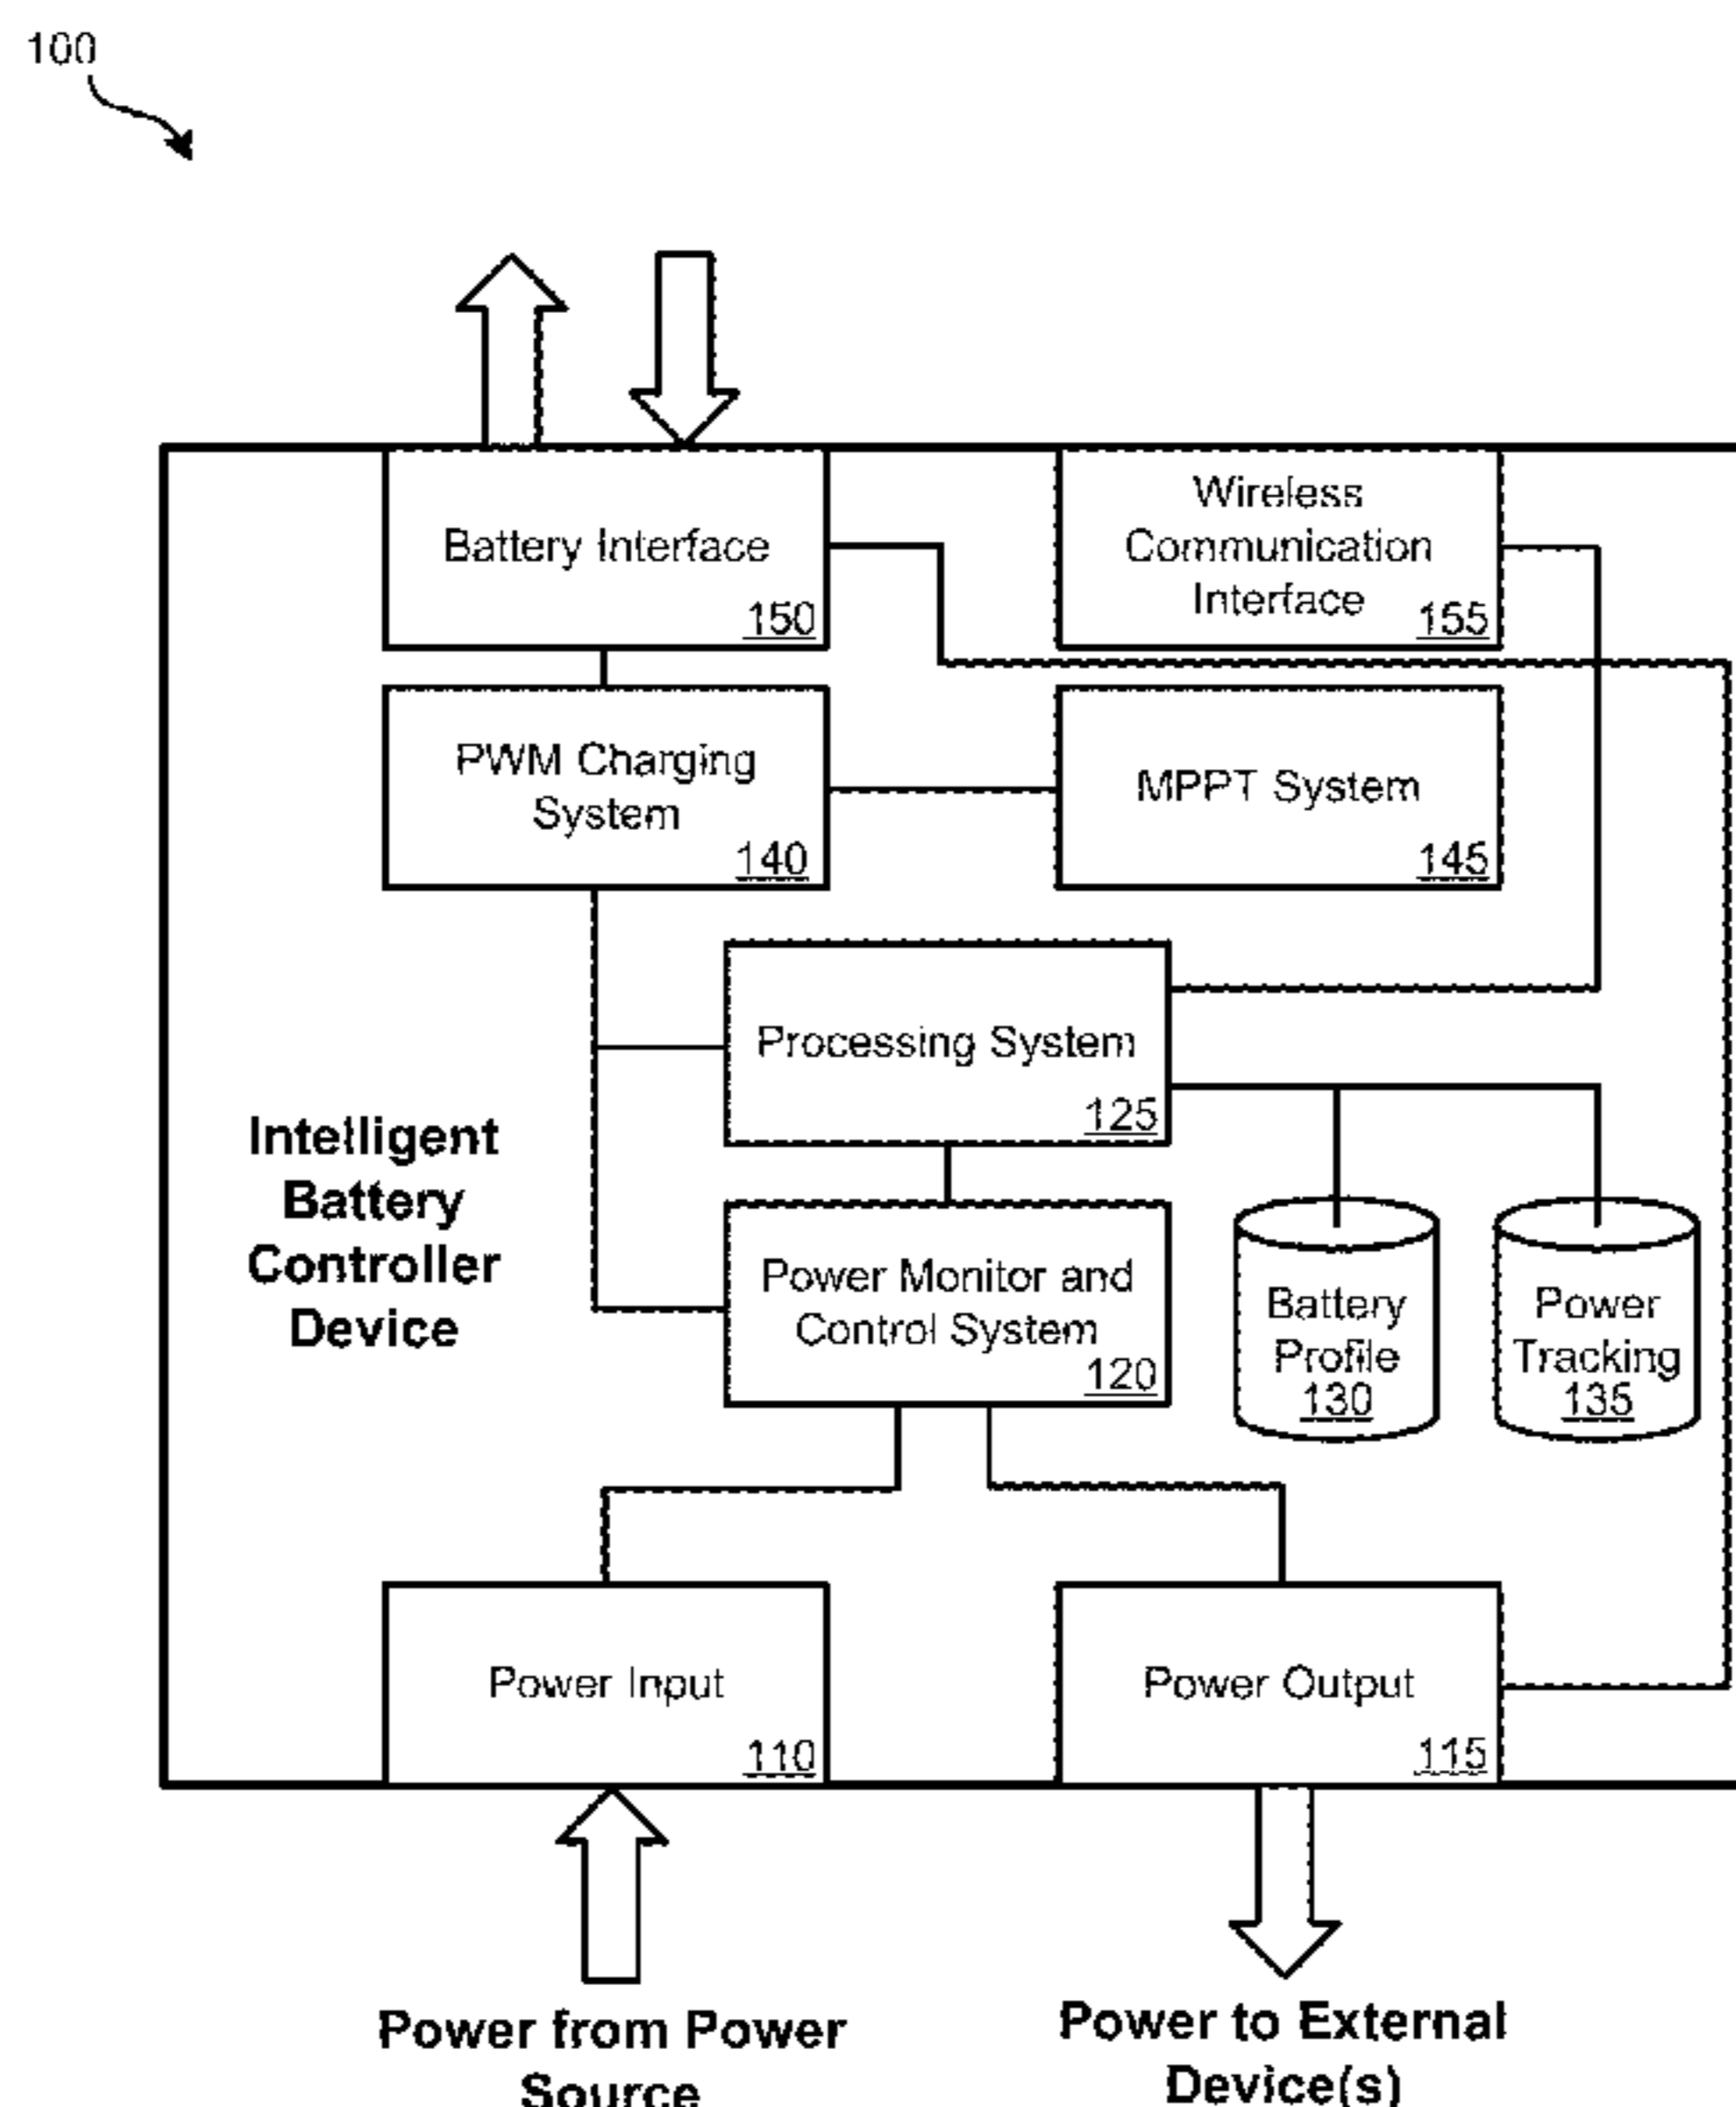 100
Battery Interface
150
Wireless
Communication
Interface
155
PWM Charging
System
140
MPPT System
145
Processing System
125
Intelligent
Battery
Controller
Device
Power Monitor and
Control System
120
Battery
Profile
130
Power
Tracking
135
Power Input
110
Power Output
115
Power from Power
Source
Power to External
Device(s)